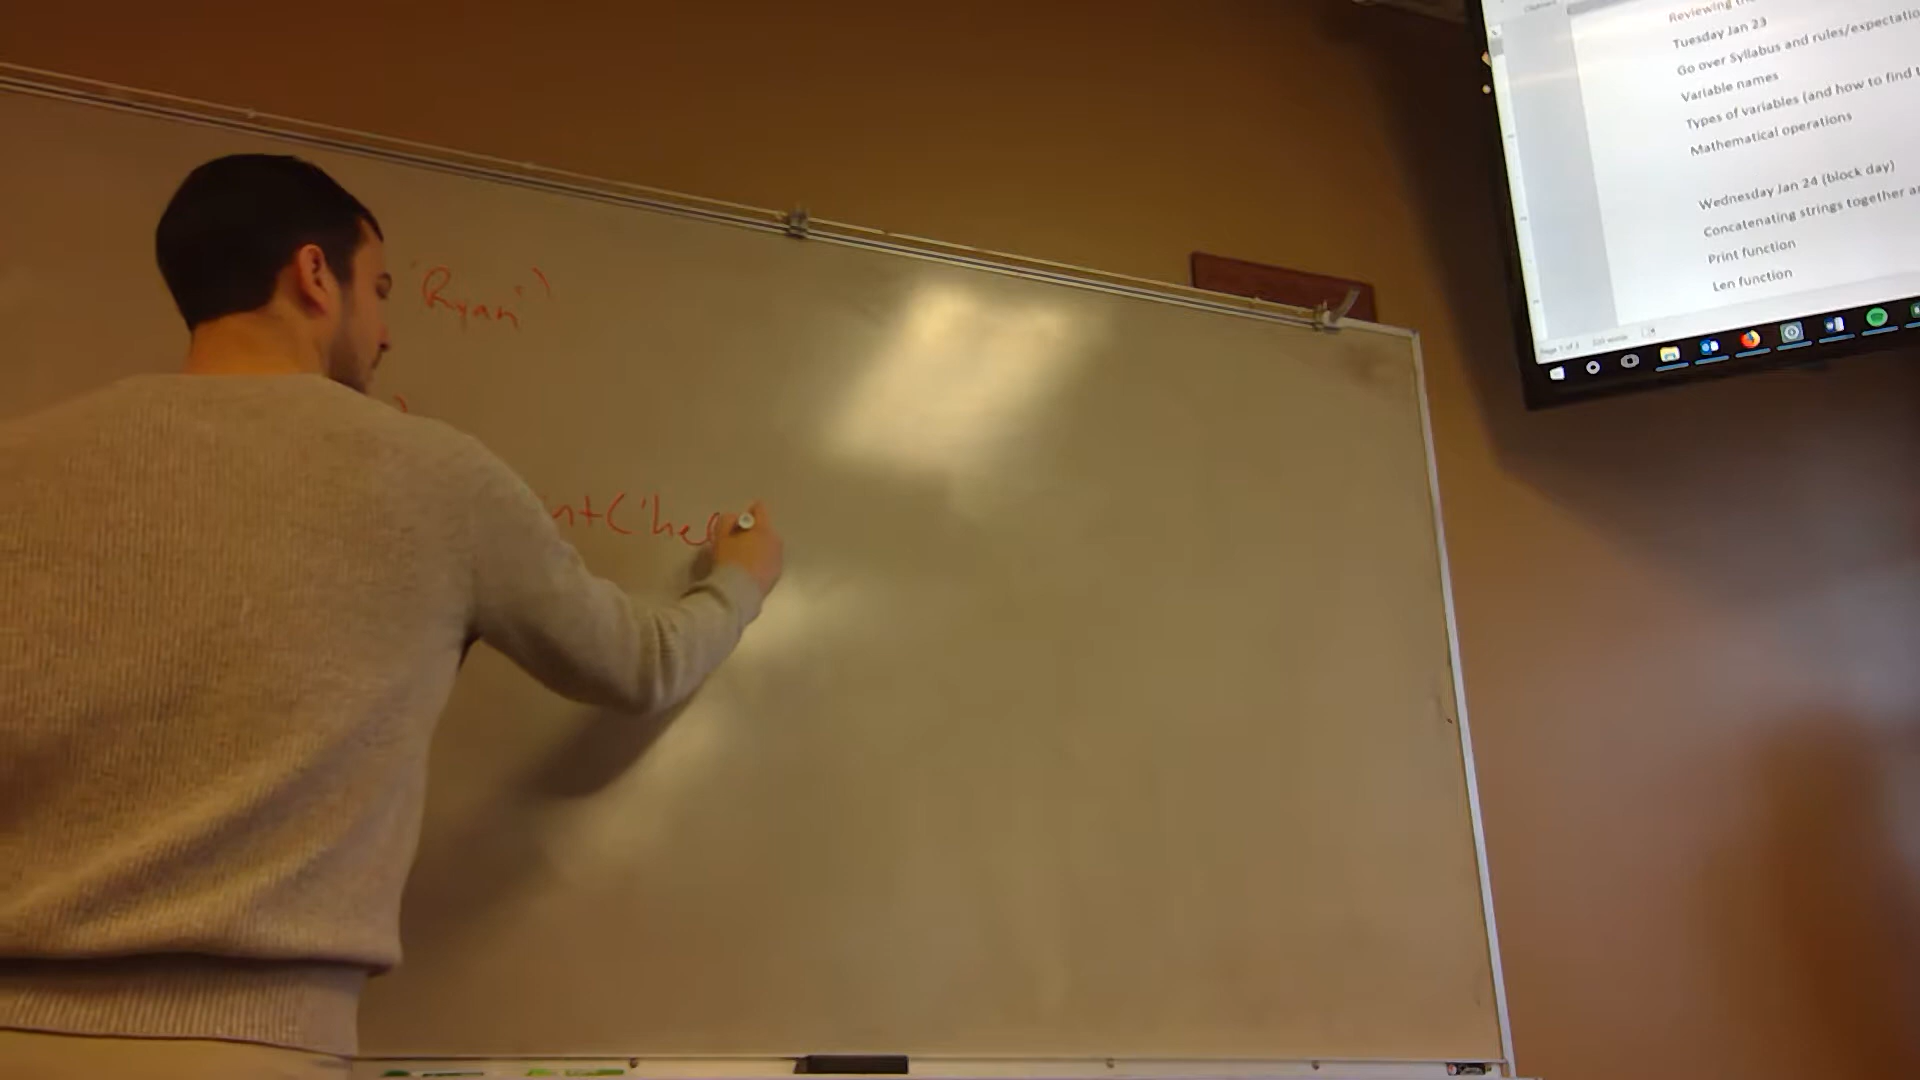 Ryan')
)
nt('hel
Reviewing
Tuesday Jan 23
Go over Syllabus and rules/expectatio
Variable names
Types of variables (and how to find t
Mathematical operations
Wednesday Jan 24 (block day)
Concatenating strings together a
Print function
Len function
Page 1 of 3